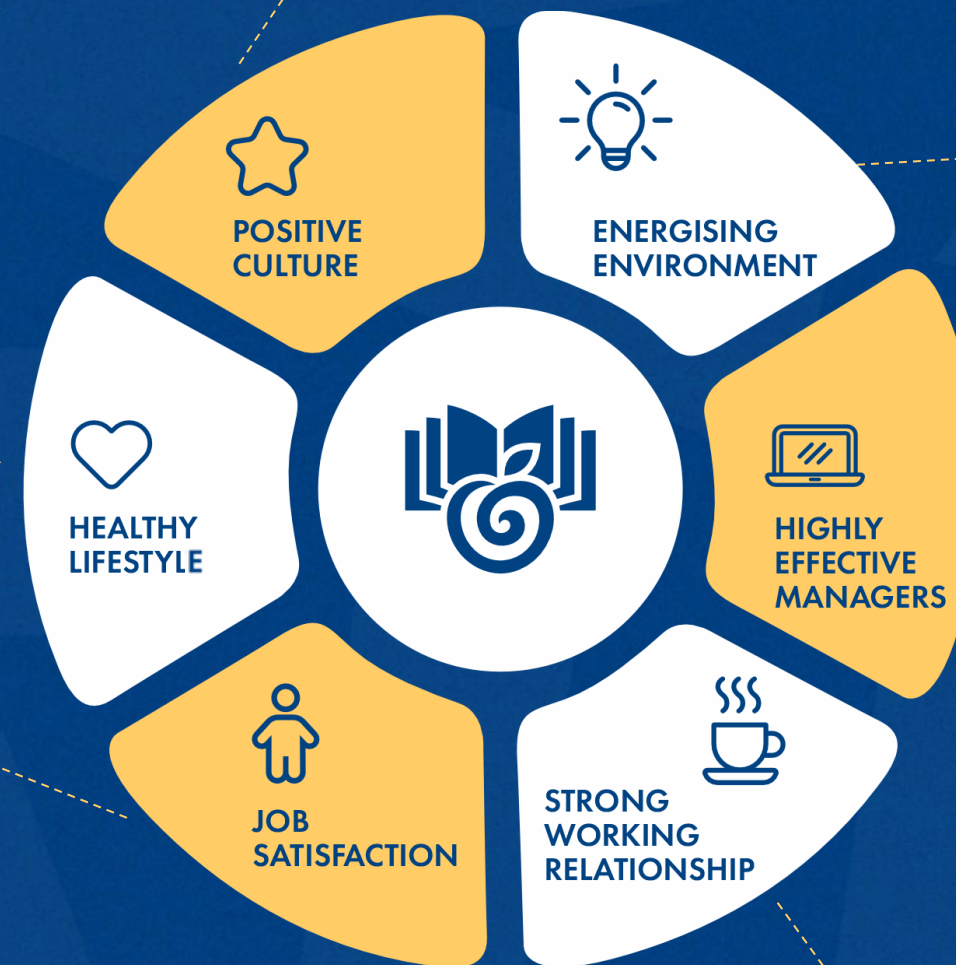 POSITIVE
CULTURE
ENERGISING
ENVIRONMENT
HEALTHY
LIFESTYLE
HIGHLY
EFFECTIVE
MANAGERS
JOB
SATISFACTION
STRONG
WORKING
RELATIONSHIP